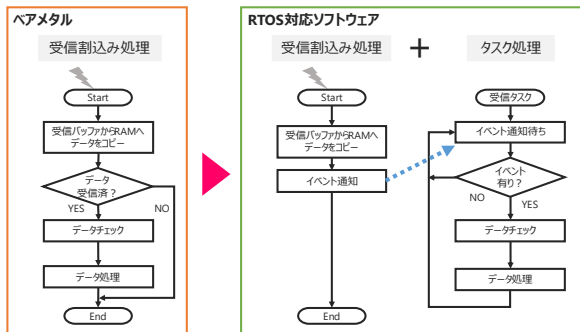 ベアメタル
受信割込み処理
Start
受信バッファからRAMへ
データをコピー
データ
受信済？
YES
NO
データチェック
データ処理
End
RTOS対応ソフトウェア
受信割込み処理
＋
タスク処理
Start
受信バッファからRAMへ
データをコピー
イベント通知
End
受信タスク
イベント通知待ち
イベント
有り？
NO
YES
データチェック
データ処理